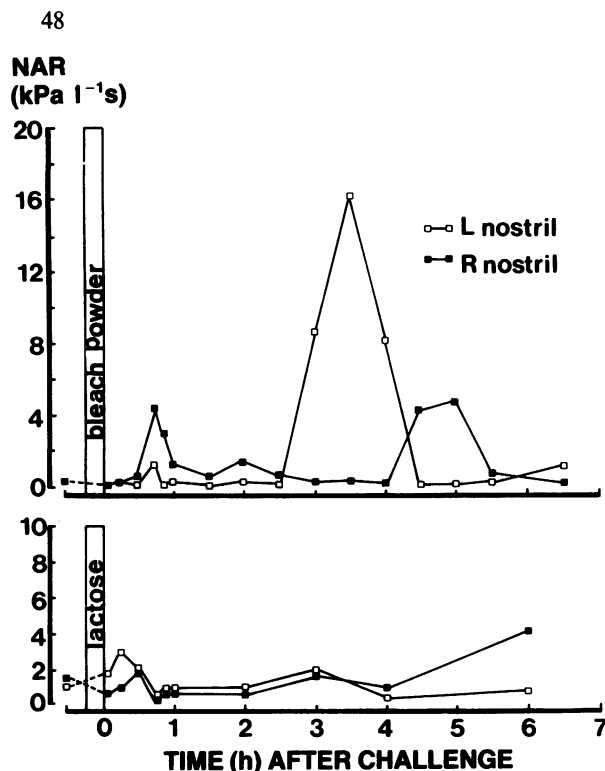 48
NAR
(kPa l⁻¹s)
20
16
12
8
4
0
bleach powder
L nostril
R nostril
10
8
6
4
2
0
lactose
0 1 2 3 4 5 6 7
TIME (h) AFTER CHALLENGE